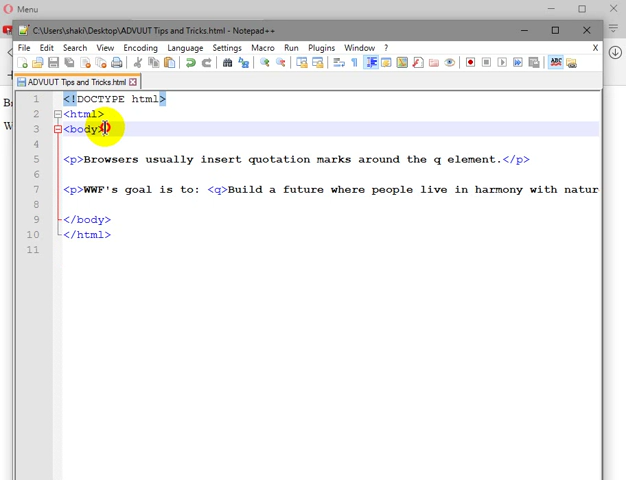 Menu
C:\Users\shaki\Desktop\ADVUUT Tips and Tricks.html - Notepad++
File Edit Search View Encoding Language Settings Macro Run Plugins Window ? X
ABC
ADVUUT Tips and Tricks.html
1 <!DOCTYPE html>
2 <html>
3 <body>
4
5 <p>Browsers usually insert quotation marks around the q element.</p>
6
7 <p>WWF's goal is to: <q>Build a future where people live in harmony with natur
8
9 </body>
10 </html>
11